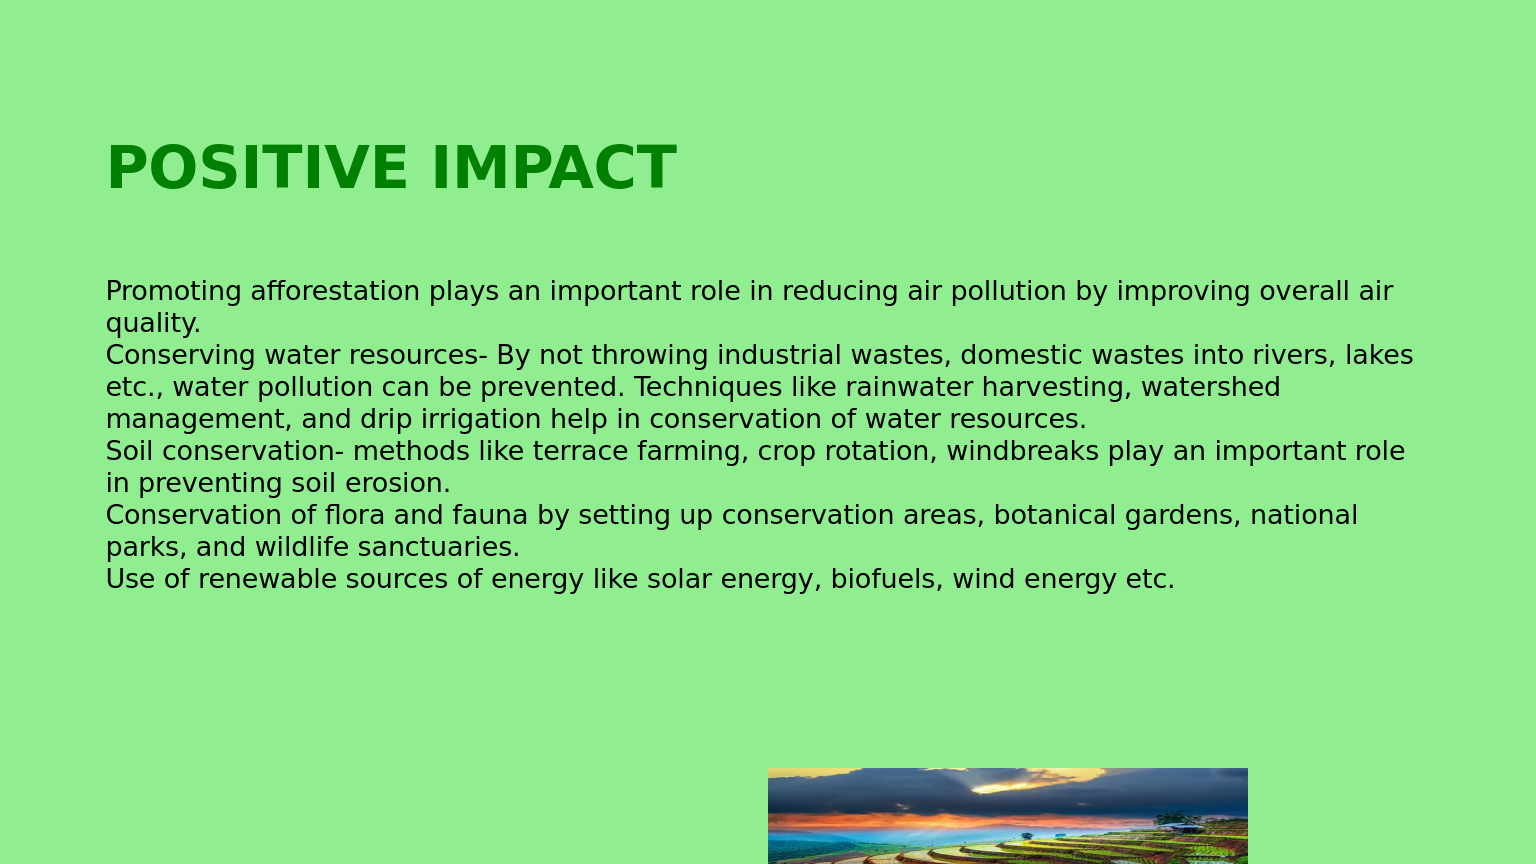 POSITIVE IMPACT
Promoting afforestation plays an important role in reducing air pollution by improving overall air
quality.
Conserving water resources- By not throwing industrial wastes, domestic wastes into rivers, lakes
etc., water pollution can be prevented. Techniques like rainwater harvesting, watershed
management, and drip irrigation help in conservation of water resources.
Soil conservation- methods like terrace farming, crop rotation, windbreaks play an important role
in preventing soil erosion.
Conservation of flora and fauna by setting up conservation areas, botanical gardens, national
parks, and wildlife sanctuaries.
Use of renewable sources of energy like solar energy, biofuels, wind energy etc.